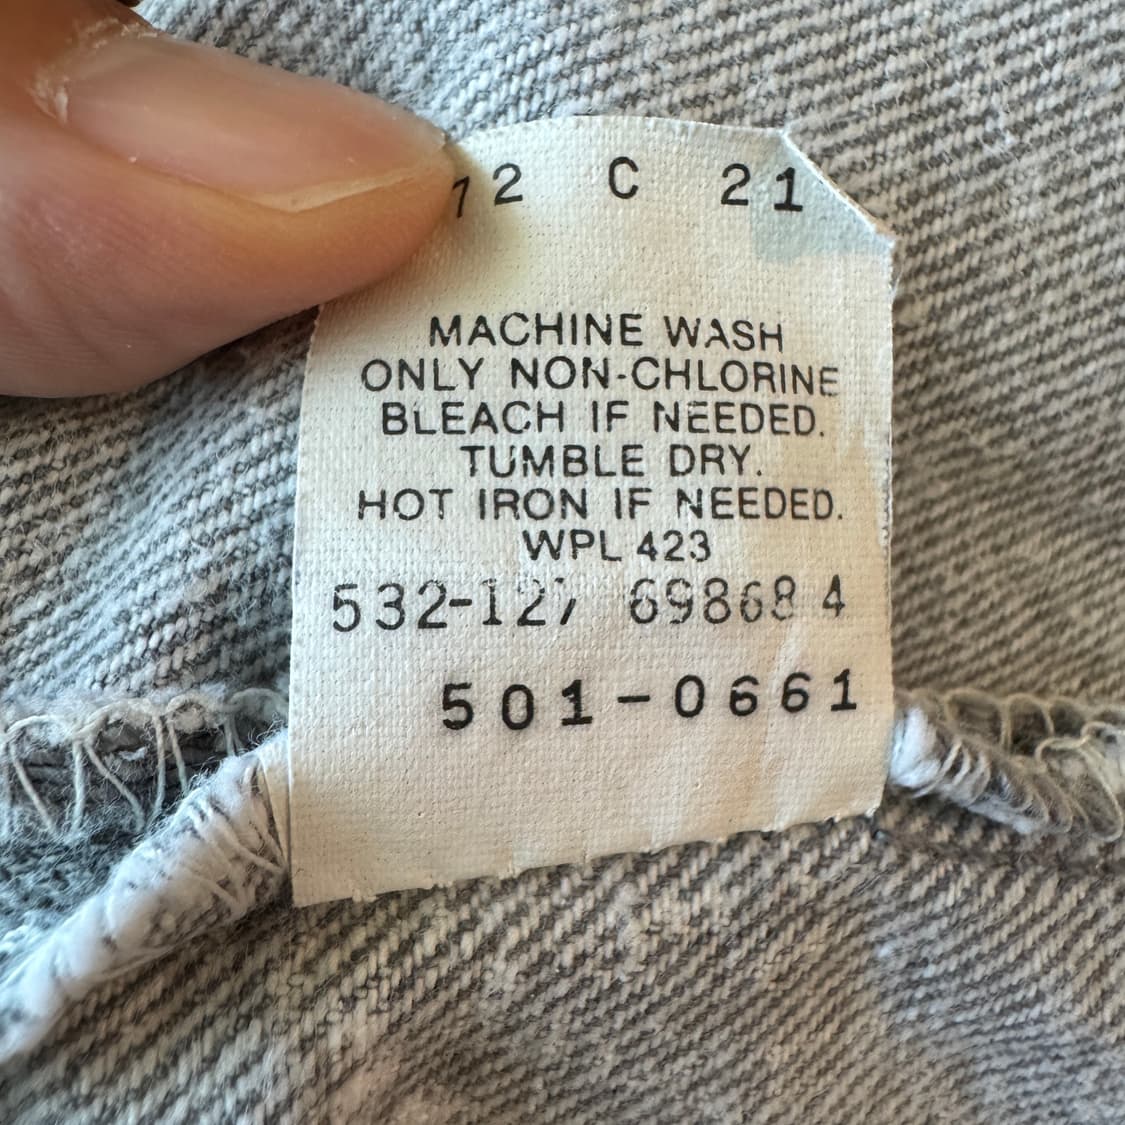 2 C 21
MACHINE WASH
ONLY NON-CHLORINE
BLEACH IF NEEDED.
TUMBLE DRY.
HOT IRON IF NEEDED.
WPL 423
532-127 69868 4
501-0661